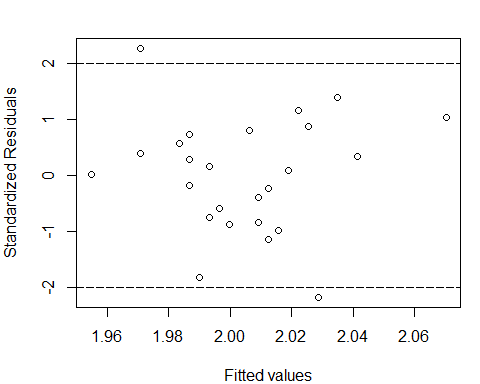 Standardized Residuals
2
1
0
-1
-2
1.96 1.98 2.00 2.02 2.04 2.06
Fitted values